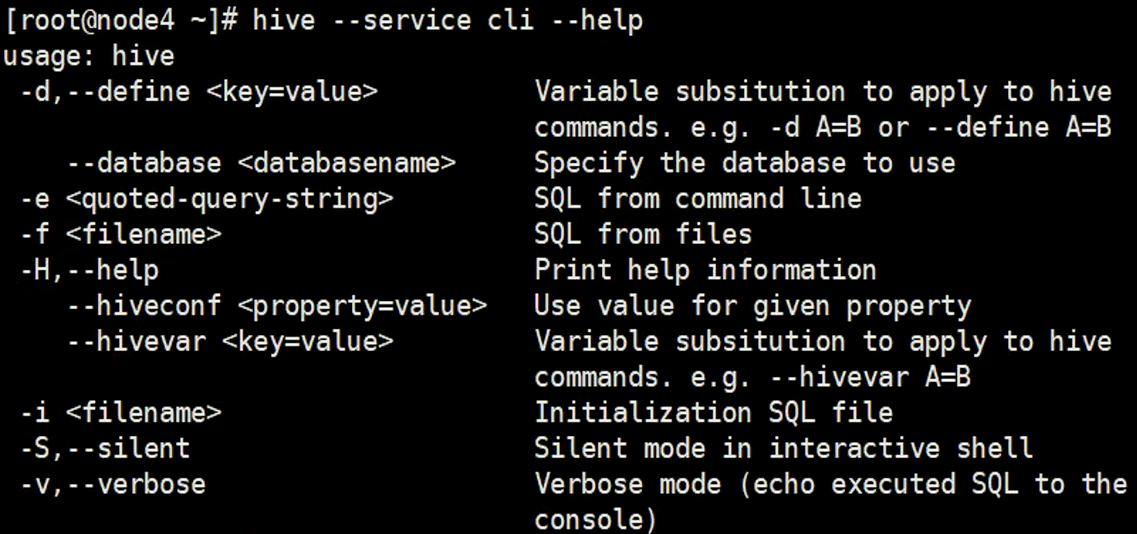 [root@node4 ~]# hive --service cli --help
usage: hive
-d,--define <key=value> Variable subsitution to apply to hive
commands. e.g. -d A=B or --define A=B
--database <databasename> Specify the database to use
-e <quoted-query-string> SQL from command line
-f <filename> SQL from files
-H,--help Print help information
--hiveconf <property=value> Use value for given property
--hivevar <key=value> Variable subsitution to apply to hive
commands. e.g. --hivevar A=B
-i <filename> Initialization SQL file
-S,--silent Silent mode in interactive shell
-v,--verbose Verbose mode (echo executed SQL to the
console)